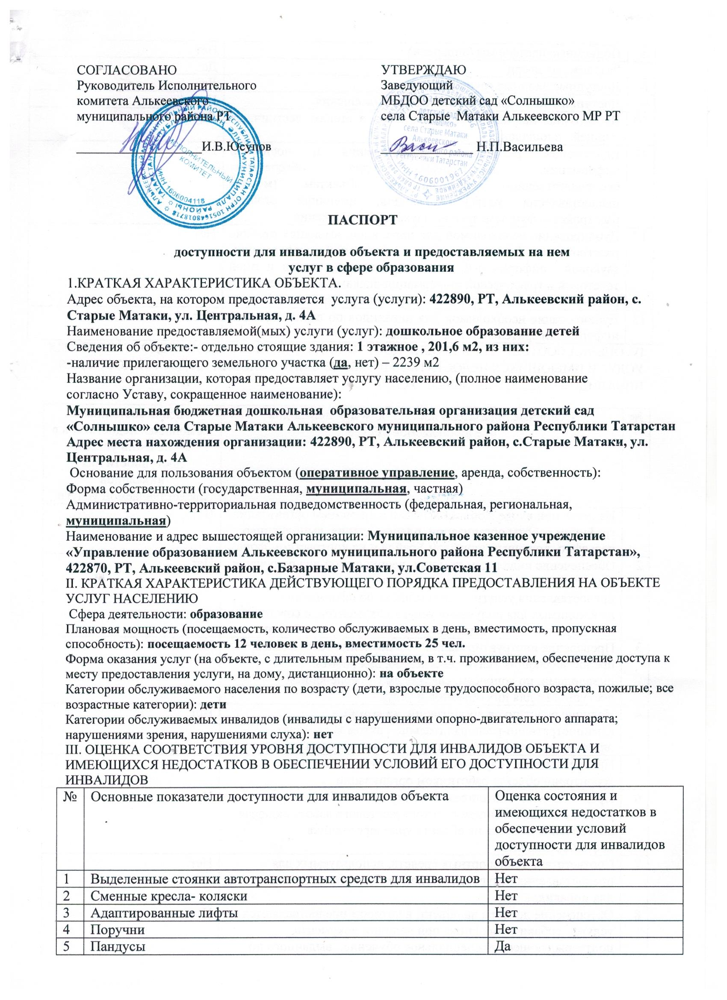 СОГЛАСОВАНО
Руководитель Исполнительного
комитета Алькеевского
муниципального района РТ
И.В.Юсупов
УТВЕРЖДАЮ
Заведующий
МБДОО детский сад «Солнышко»
села Старые Матаки Алькеевского МР РТ
Н.П.Васильева
ИСПОЛНИТЕЛЬНЫЙ
КОМИТЕТ
ИНН 1606004118
детский сад
«Солнышко»
села Старые Матаки
Алькеевского
муниципального района
Республики Татарстан
ИНН 1606001967
ПАСПОРТ
доступности для инвалидов объекта и предоставляемых на нем
услуг в сфере образования
1.КРАТКАЯ ХАРАКТЕРИСТИКА ОБЪЕКТА.
Адрес объекта, на котором предоставляется услуга (услуги): 422890, РТ, Алькеевский район, с.
Старые Матаки, ул. Центральная, д. 4А
Наименование предоставляемой(мых) услуги (услуг): дошкольное образование детей
Сведения об объекте:- отдельно стоящие здания: 1 этажное , 201,6 м2, из них:
-наличие прилегающего земельного участка (да, нет) – 2239 м2
Название организации, которая предоставляет услугу населению, (полное наименование
согласно Уставу, сокращенное наименование):
Муниципальная бюджетная дошкольная образовательная организация детский сад
«Солнышко» села Старые Матаки Алькеевского муниципального района Республики Татарстан
Адрес места нахождения организации: 422890, РТ, Алькеевский район, с.Старые Матаки, ул.
Центральная, д. 4А
Основание для пользования объектом (оперативное управление, аренда, собственность):
Форма собственности (государственная, муниципальная, частная)
Административно-территориальная подведомственность (федеральная, региональная,
муниципальная)
Наименование и адрес вышестоящей организации: Муниципальное казенное учреждение
«Управление образованием Алькеевского муниципального района Республики Татарстан»,
422870, РТ, Алькеевский район, с.Базарные Матаки, ул.Советская 11
II. КРАТКАЯ ХАРАКТЕРИСТИКА ДЕЙСТВУЮЩЕГО ПОРЯДКА ПРЕДОСТАВЛЕНИЯ НА ОБЪЕКТЕ
УСЛУГ НАСЕЛЕНИЮ
Сфера деятельности: образование
Плановая мощность (посещаемость, количество обслуживаемых в день, вместимость, пропускная
способность): посещаемость 12 человек в день, вместимость 25 чел.
Форма оказания услуг (на объекте, с длительным пребыванием, в т.ч. проживанием, обеспечение доступа к
месту предоставления услуги, на дому, дистанционно): на объекте
Категории обслуживаемого населения по возрасту (дети, взрослые трудоспособного возраста, пожилые; все
возрастные категории): дети
Категории обслуживаемых инвалидов (инвалиды с нарушениями опорно-двигательного аппарата;
нарушениями зрения, нарушениями слуха): нет
III. ОЦЕНКА СООТВЕТСТВИЯ УРОВНЯ ДОСТУПНОСТИ ДЛЯ ИНВАЛИДОВ ОБЪЕКТА И
ИМЕЮЩИХСЯ НЕДОСТАТКОВ В ОБЕСПЕЧЕНИИ УСЛОВИЙ ЕГО ДОСТУПНОСТИ ДЛЯ
ИНВАЛИДОВ
№ Основные показатели доступности для инвалидов объекта
Оценка состояния и
имеющихся недостатков в
обеспечении условий
доступности для инвалидов
объекта
1 Выделенные стоянки автотранспортных средств для инвалидов Нет
2 Сменные кресла- коляски Нет
3 Адаптированные лифты Нет
4 Поручни Нет
5 Пандусы Да